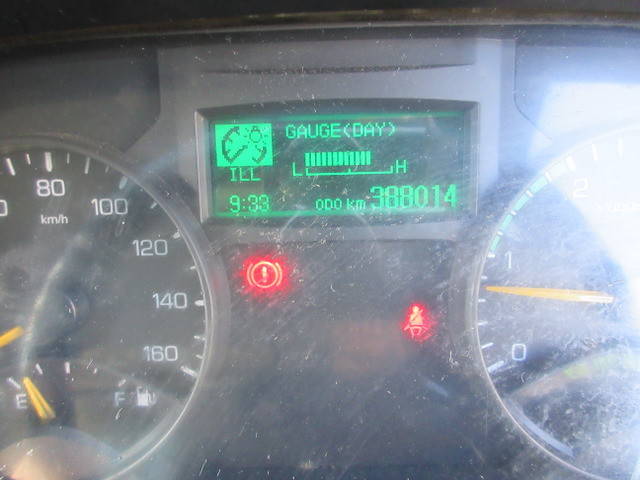 GAUGE(DAY)
L H
ILL
9:33 ODO km 388014
80
km/h
100
120
140
160
E F
2
1
0